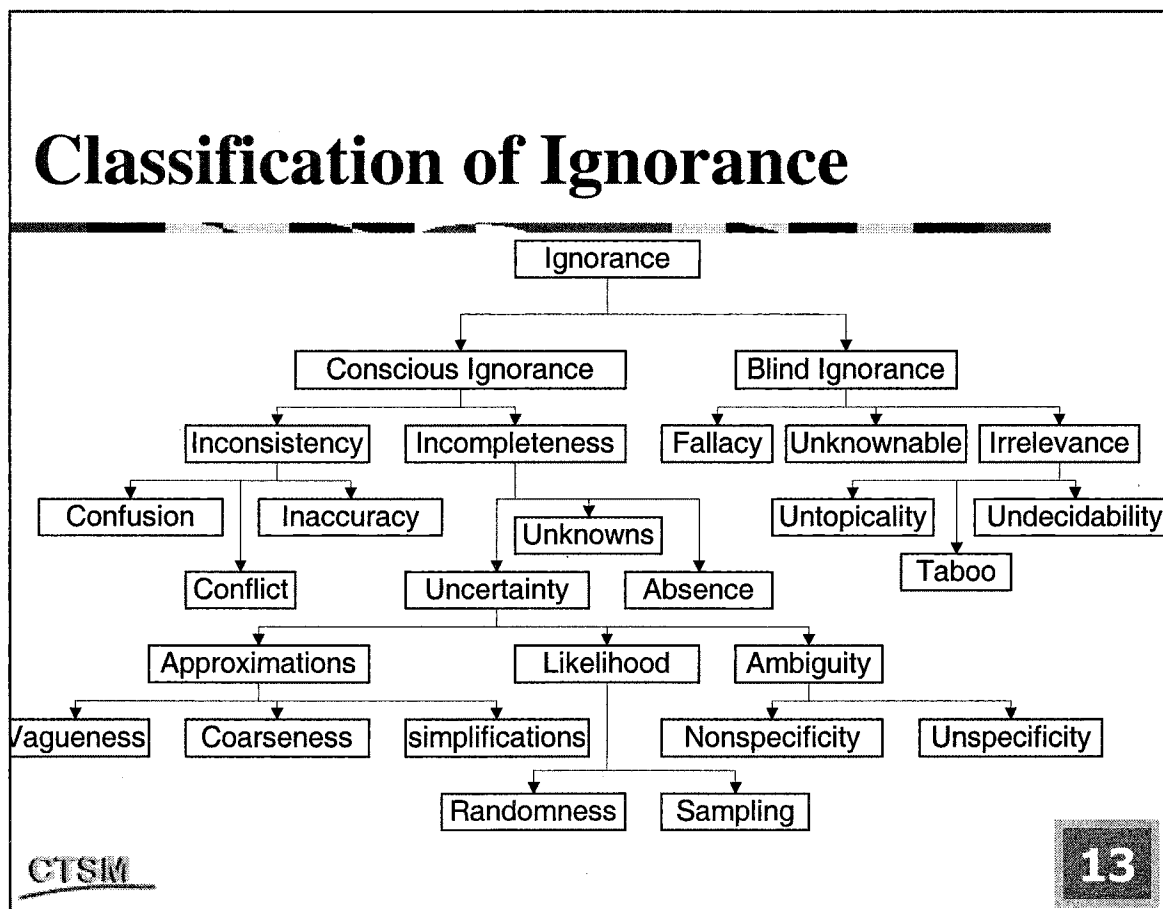 Classification of Ignorance
Ignorance
Conscious Ignorance
Blind Ignorance
Inconsistency
Incompleteness
Fallacy
Unknownable
Irrelevance
Confusion
Inaccuracy
Unknowns
Untopicality
Undecidability
Conflict
Uncertainty
Absence
Taboo
Approximations
Likelihood
Ambiguity
Vagueness
Coarseness
simplifications
Nonspecificity
Unspecificity
Randomness
Sampling
CTSM
13